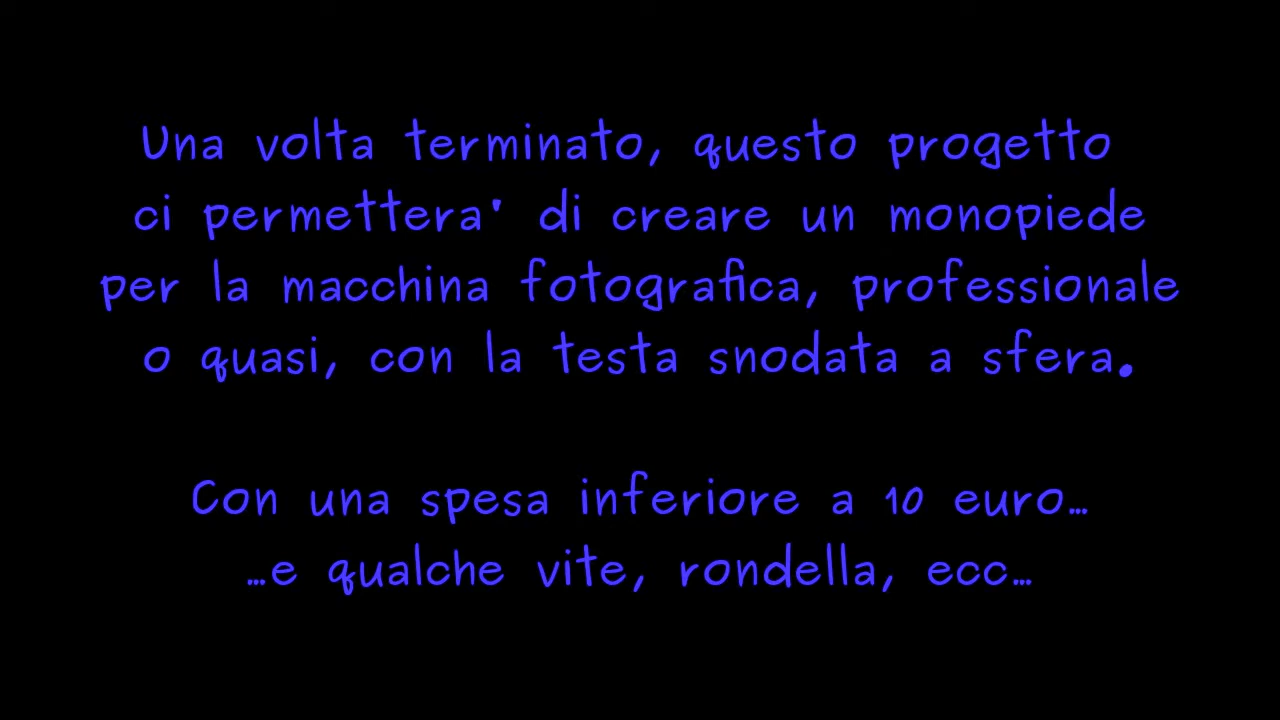 Una volta terminato, questo progetto
ci permettera' di creare un monopiede
per la macchina fotografica, professionale
o quasi, con la testa snodata a sfera.
Con una spesa inferiore a 10 euro...
...e qualche vite, rondella, ecc...